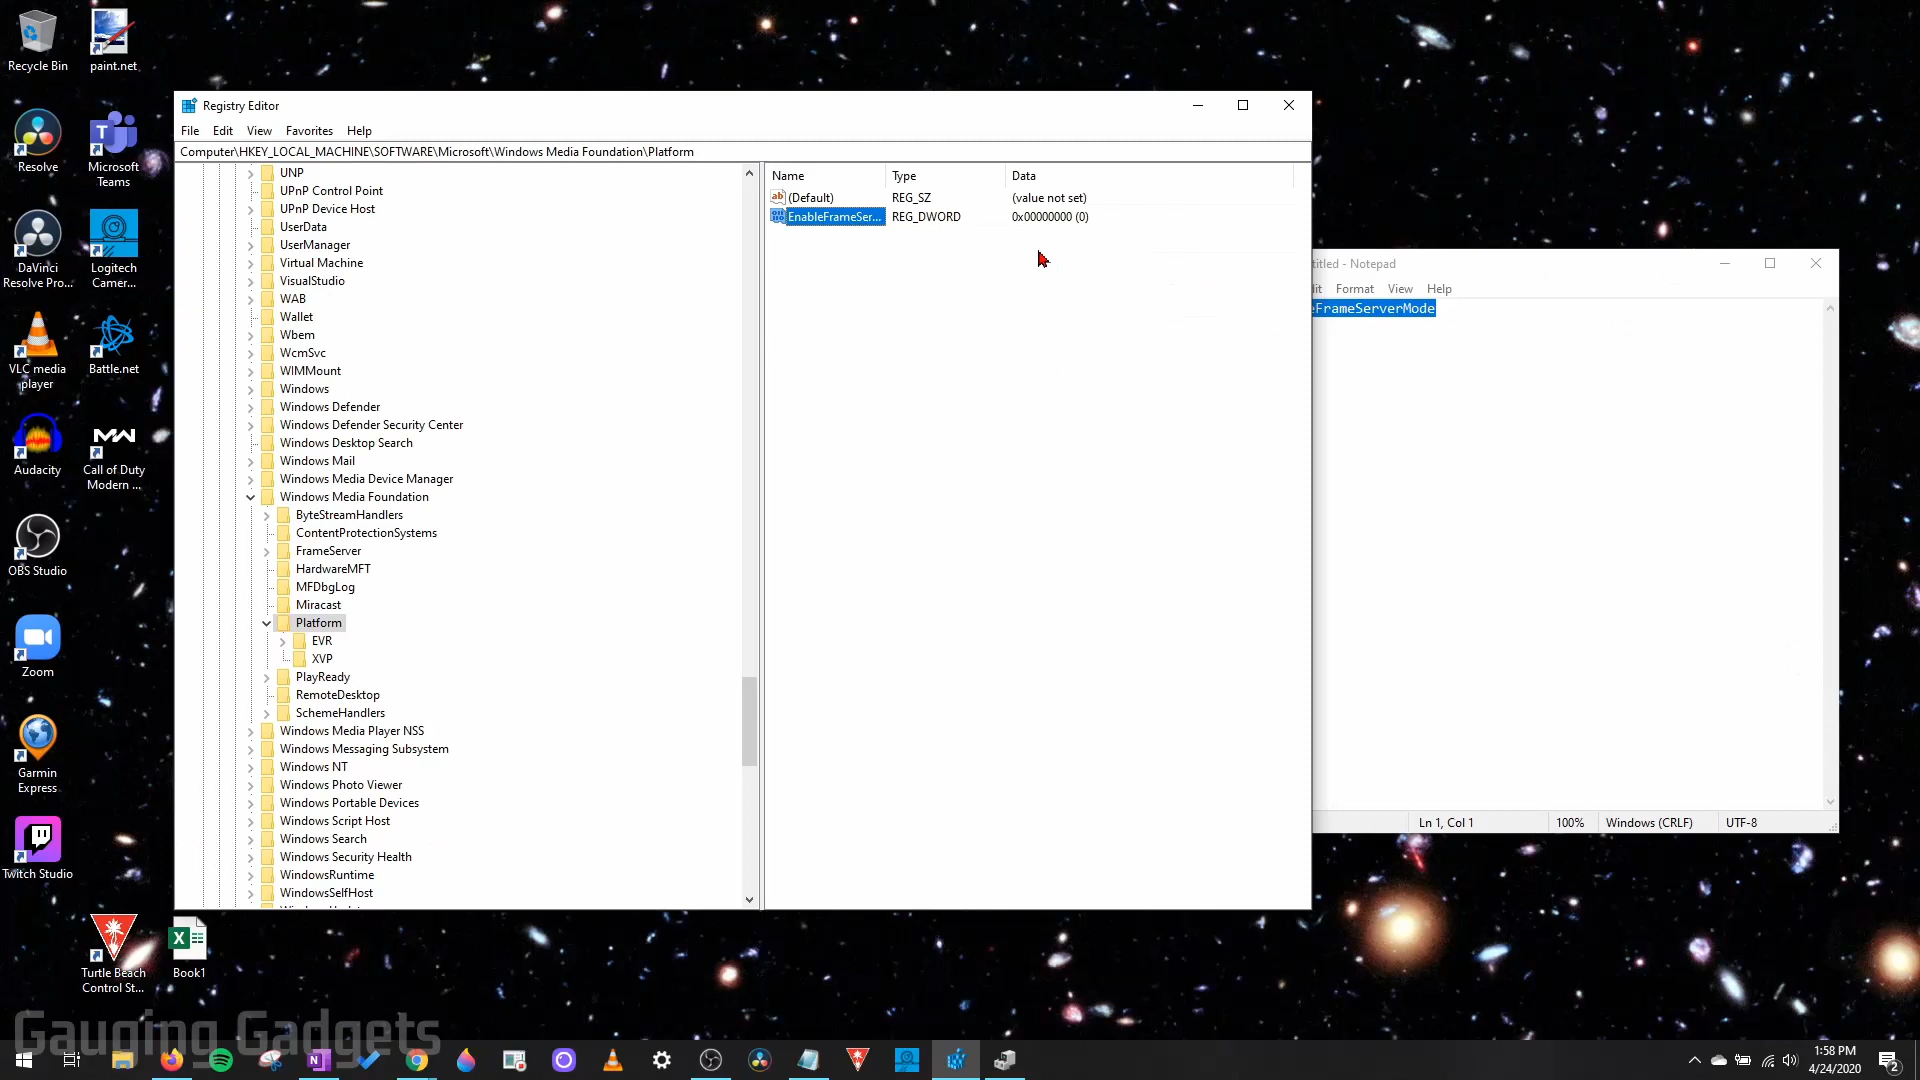 Recycle Bin
paint.net
Resolve
Microsoft
Teams
DaVinci
Resolve Pro...
Logitech
Camer...
VLC media
player
Battle.net
Audacity
Call of Duty
Modern ...
OBS Studio
Zoom
Garmin
Express
Twitch Studio
Turtle Beach
Control St...
Book1
Registry Editor
File Edit View Favorites Help
Computer\HKEY_LOCAL_MACHINE\SOFTWARE\Microsoft\Windows Media Foundation\Platform
UNP
UPnP Control Point
UPnP Device Host
UserData
UserManager
Virtual Machine
VisualStudio
WAB
Wallet
Wbem
WcmSvc
WIMMount
Windows
Windows Defender
Windows Defender Security Center
Windows Desktop Search
Windows Mail
Windows Media Device Manager
Windows Media Foundation
ByteStreamHandlers
ContentProtectionSystems
FrameServer
HardwareMFT
MFDbgLog
Miracast
Platform
EVR
XVP
PlayReady
RemoteDesktop
SchemeHandlers
Windows Media Player NSS
Windows Messaging Subsystem
Windows NT
Windows Photo Viewer
Windows Portable Devices
Windows Script Host
Windows Search
Windows Security Health
WindowsRuntime
WindowsSelfHost
Name Type Data
ab (Default) REG_SZ (value not set)
EnableFrameSer... REG_DWORD 0x00000000 (0)
titled - Notepad
dit Format View Help
eFrameServerMode
Ln 1, Col 1 100% Windows (CRLF) UTF-8
Gauging Gadgets
1:58 PM
4/24/2020
2